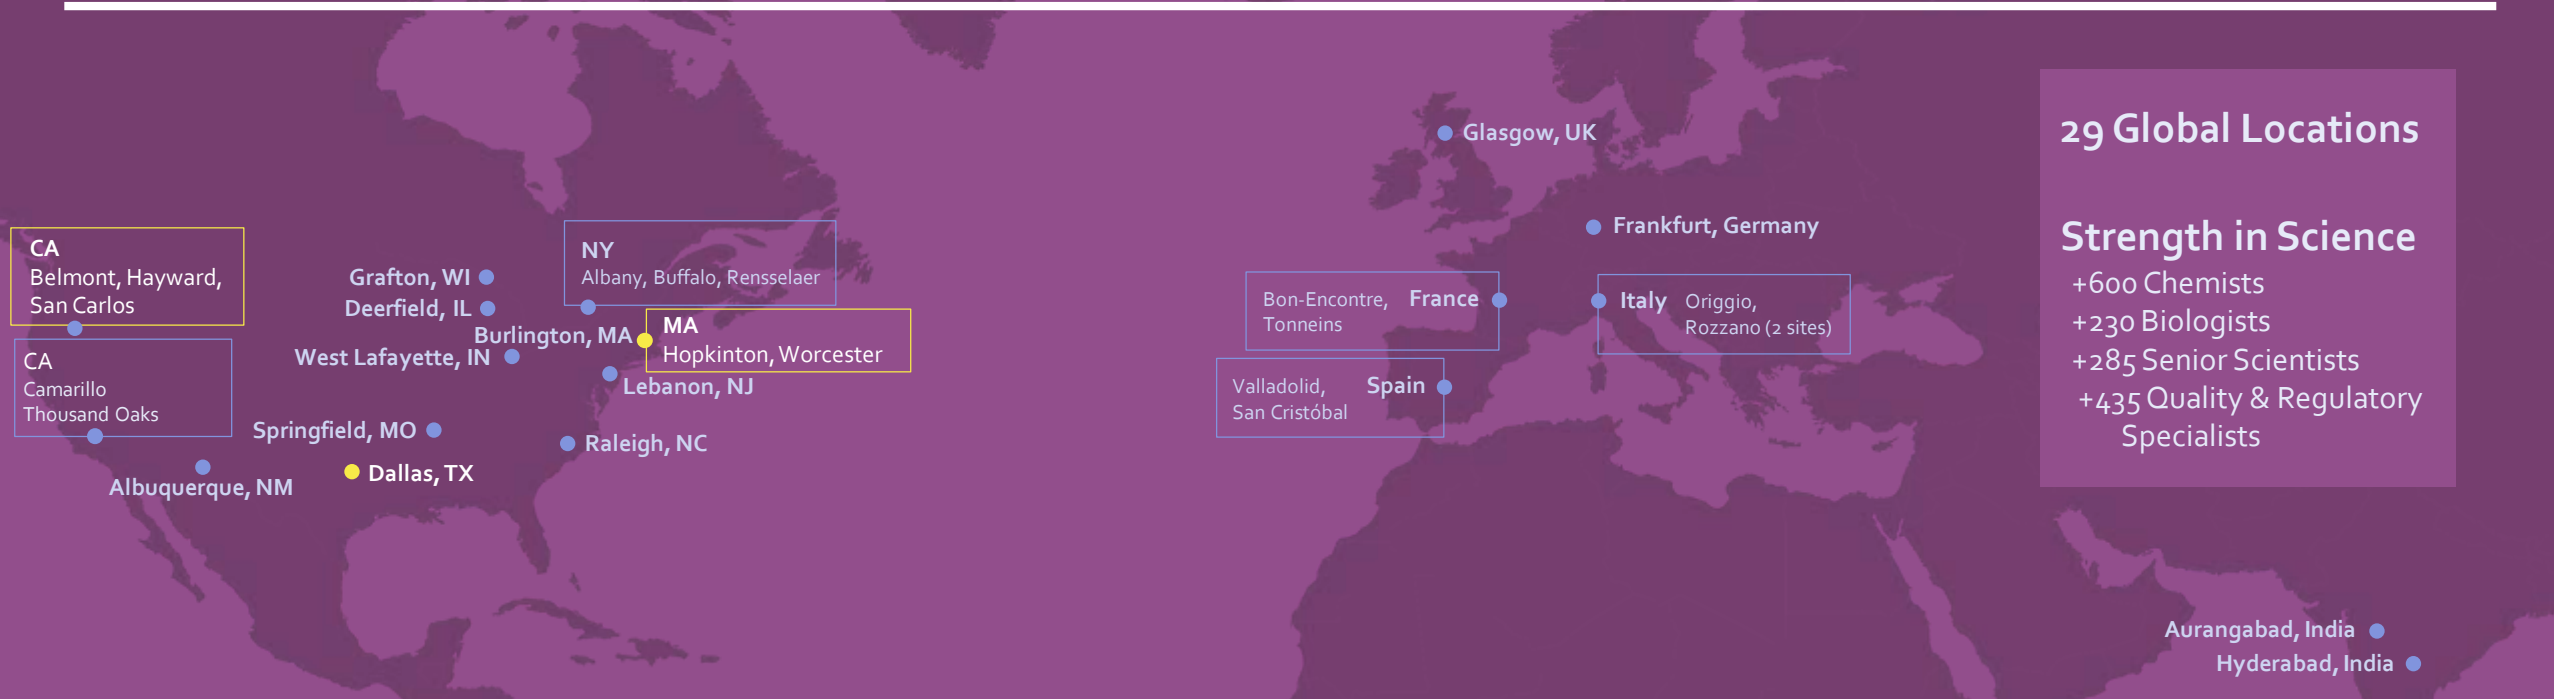 29 Global Locations
Strength in Science
+600 Chemists
+230 Biologists
+285 Senior Scientists
+435 Quality & Regulatory
Specialists
CA
Belmont, Hayward,
San Carlos
CA
Camarillo
Thousand Oaks
Albuquerque, NM
Grafton, WI
Deerfield, IL
West Lafayette, IN
Springfield, MO
Dallas, TX
NY
Albany, Buffalo, Rensselaer
Burlington, MA
MA
Hopkinton, Worcester
Lebanon, NJ
Raleigh, NC
Glasgow, UK
Frankfurt, Germany
Bon-Encontre, France
Tonneins
Italy Origgio,
Rozzano (2 sites)
Valladolid, Spain
San Cristóbal
Aurangabad, India
Hyderabad, India